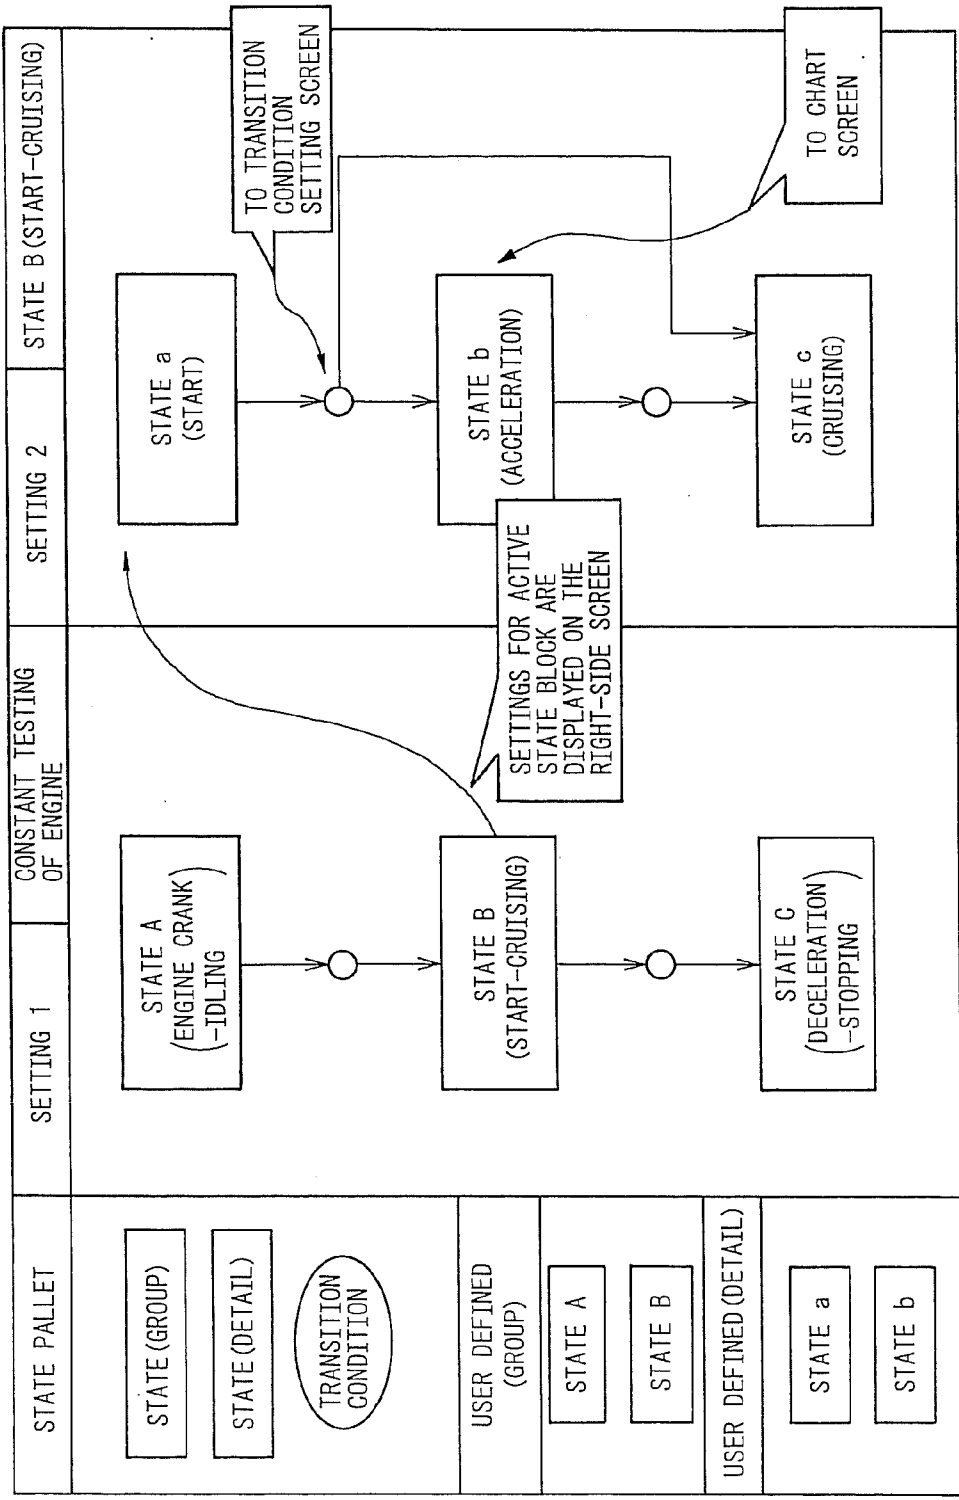 STATE PALLET
STATE(GROUP)
STATE(DETAIL)
TRANSITION
CONDITION
USER DEFINED
(GROUP)
STATE A
STATE B
USER DEFINED(DETAIL)
STATE a
STATE b
SETTING 1
CONSTANT TESTING
OF ENGINE
STATE A
(ENGINE CRANK
-IDLING)
STATE B
(START-CRUISING)
STATE C
(DECELERATION
-STOPPING)
SETTINGS FOR ACTIVE
STATE BLOCK ARE
DISPLAYED ON THE
RIGHT-SIDE SCREEN
SETTING 2
STATE B(START-CRUISING)
STATE a
(START)
TO TRANSITION
CONDITION
SETTING SCREEN
STATE b
(ACCELERATION)
STATE c
(CRUISING)
TO CHART
SCREEN